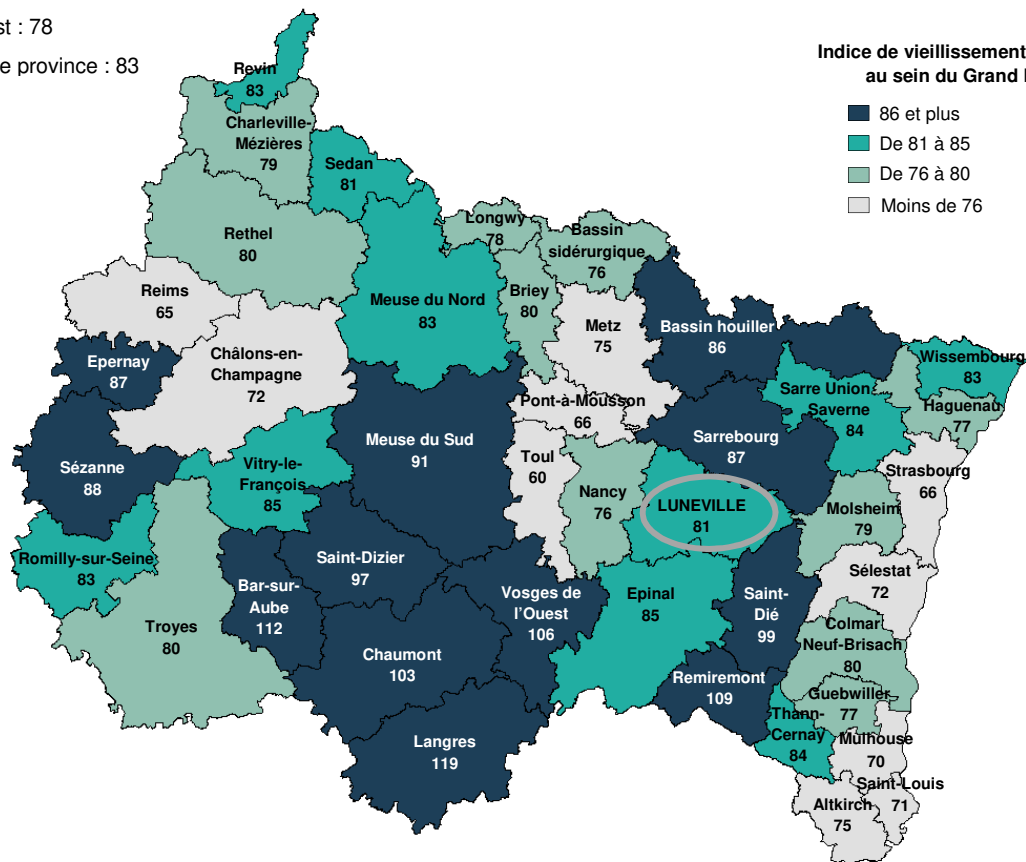 st : 78
e province : 83
Indice de vieillissement
au sein du Grand
86 et plus
De 81 à 85
De 76 à 80
Moins de 76
Revin
83
Charleville-
Mézières
79
Sedan
81
Rethel
80
Longwy
78
Bassin
sidérurgique
76
Reims
65
Meuse du Nord
83
Briey
80
Metz
75
Bassin houiller
86
Epernay
87
Châlons-en-
Champagne
72
Wissembourg
83
Sarre Union-
Saverne
84
Haguenau
77
Pont-à-Mousson
66
Meuse du Sud
91
Sarrebourg
87
Sézanne
88
Vitry-le-
François
85
Toul
60
Nancy
76
LUNEVILLE
81
Strasbourg
66
Molsheim
79
Romilly-sur-Seine
83
Saint-Dizier
97
Bar-sur-
Aube
112
Vosges de
l'Ouest
106
Epinal
85
Saint-
Dié
99
Sélestat
72
Troyes
80
Chaumont
103
Colmar
Neuf-Brisach
80
Remiremont
109
Guebwiller
77
Thann-
Cernay
84
Langres
119
Mulhouse
70
Saint-Louis
71
Altkirch
75